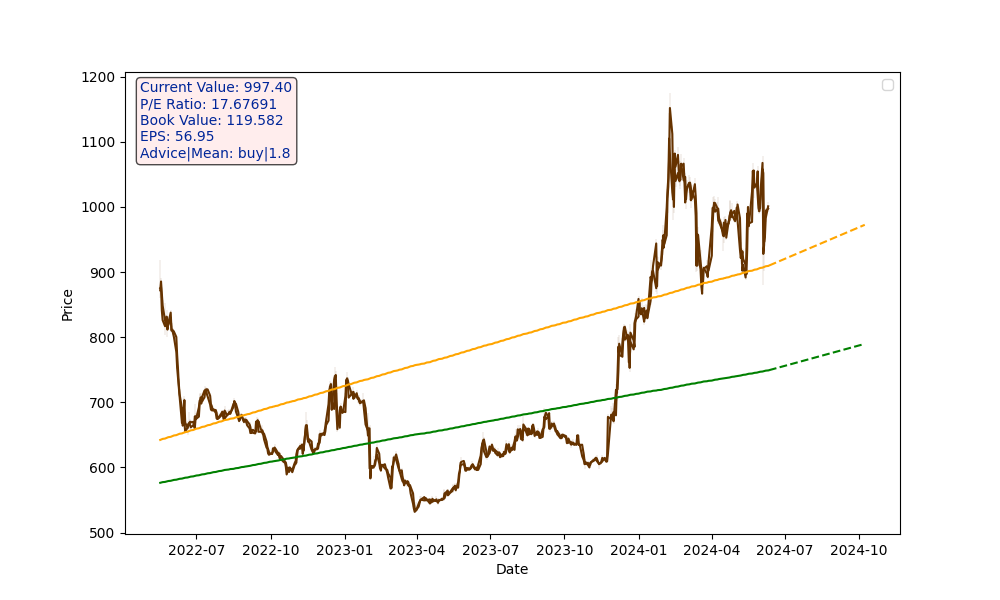 Current Value: 997.40
P/E Ratio: 17.67691
Book Value: 119.582
EPS: 56.95
Advice|Mean: buy|1.8
1200
1100
1000
900
800
700
600
500
Price
2022-07 2022-10 2023-01 2023-04 2023-07 2023-10 2024-01 2024-04 2024-07 2024-10
Date